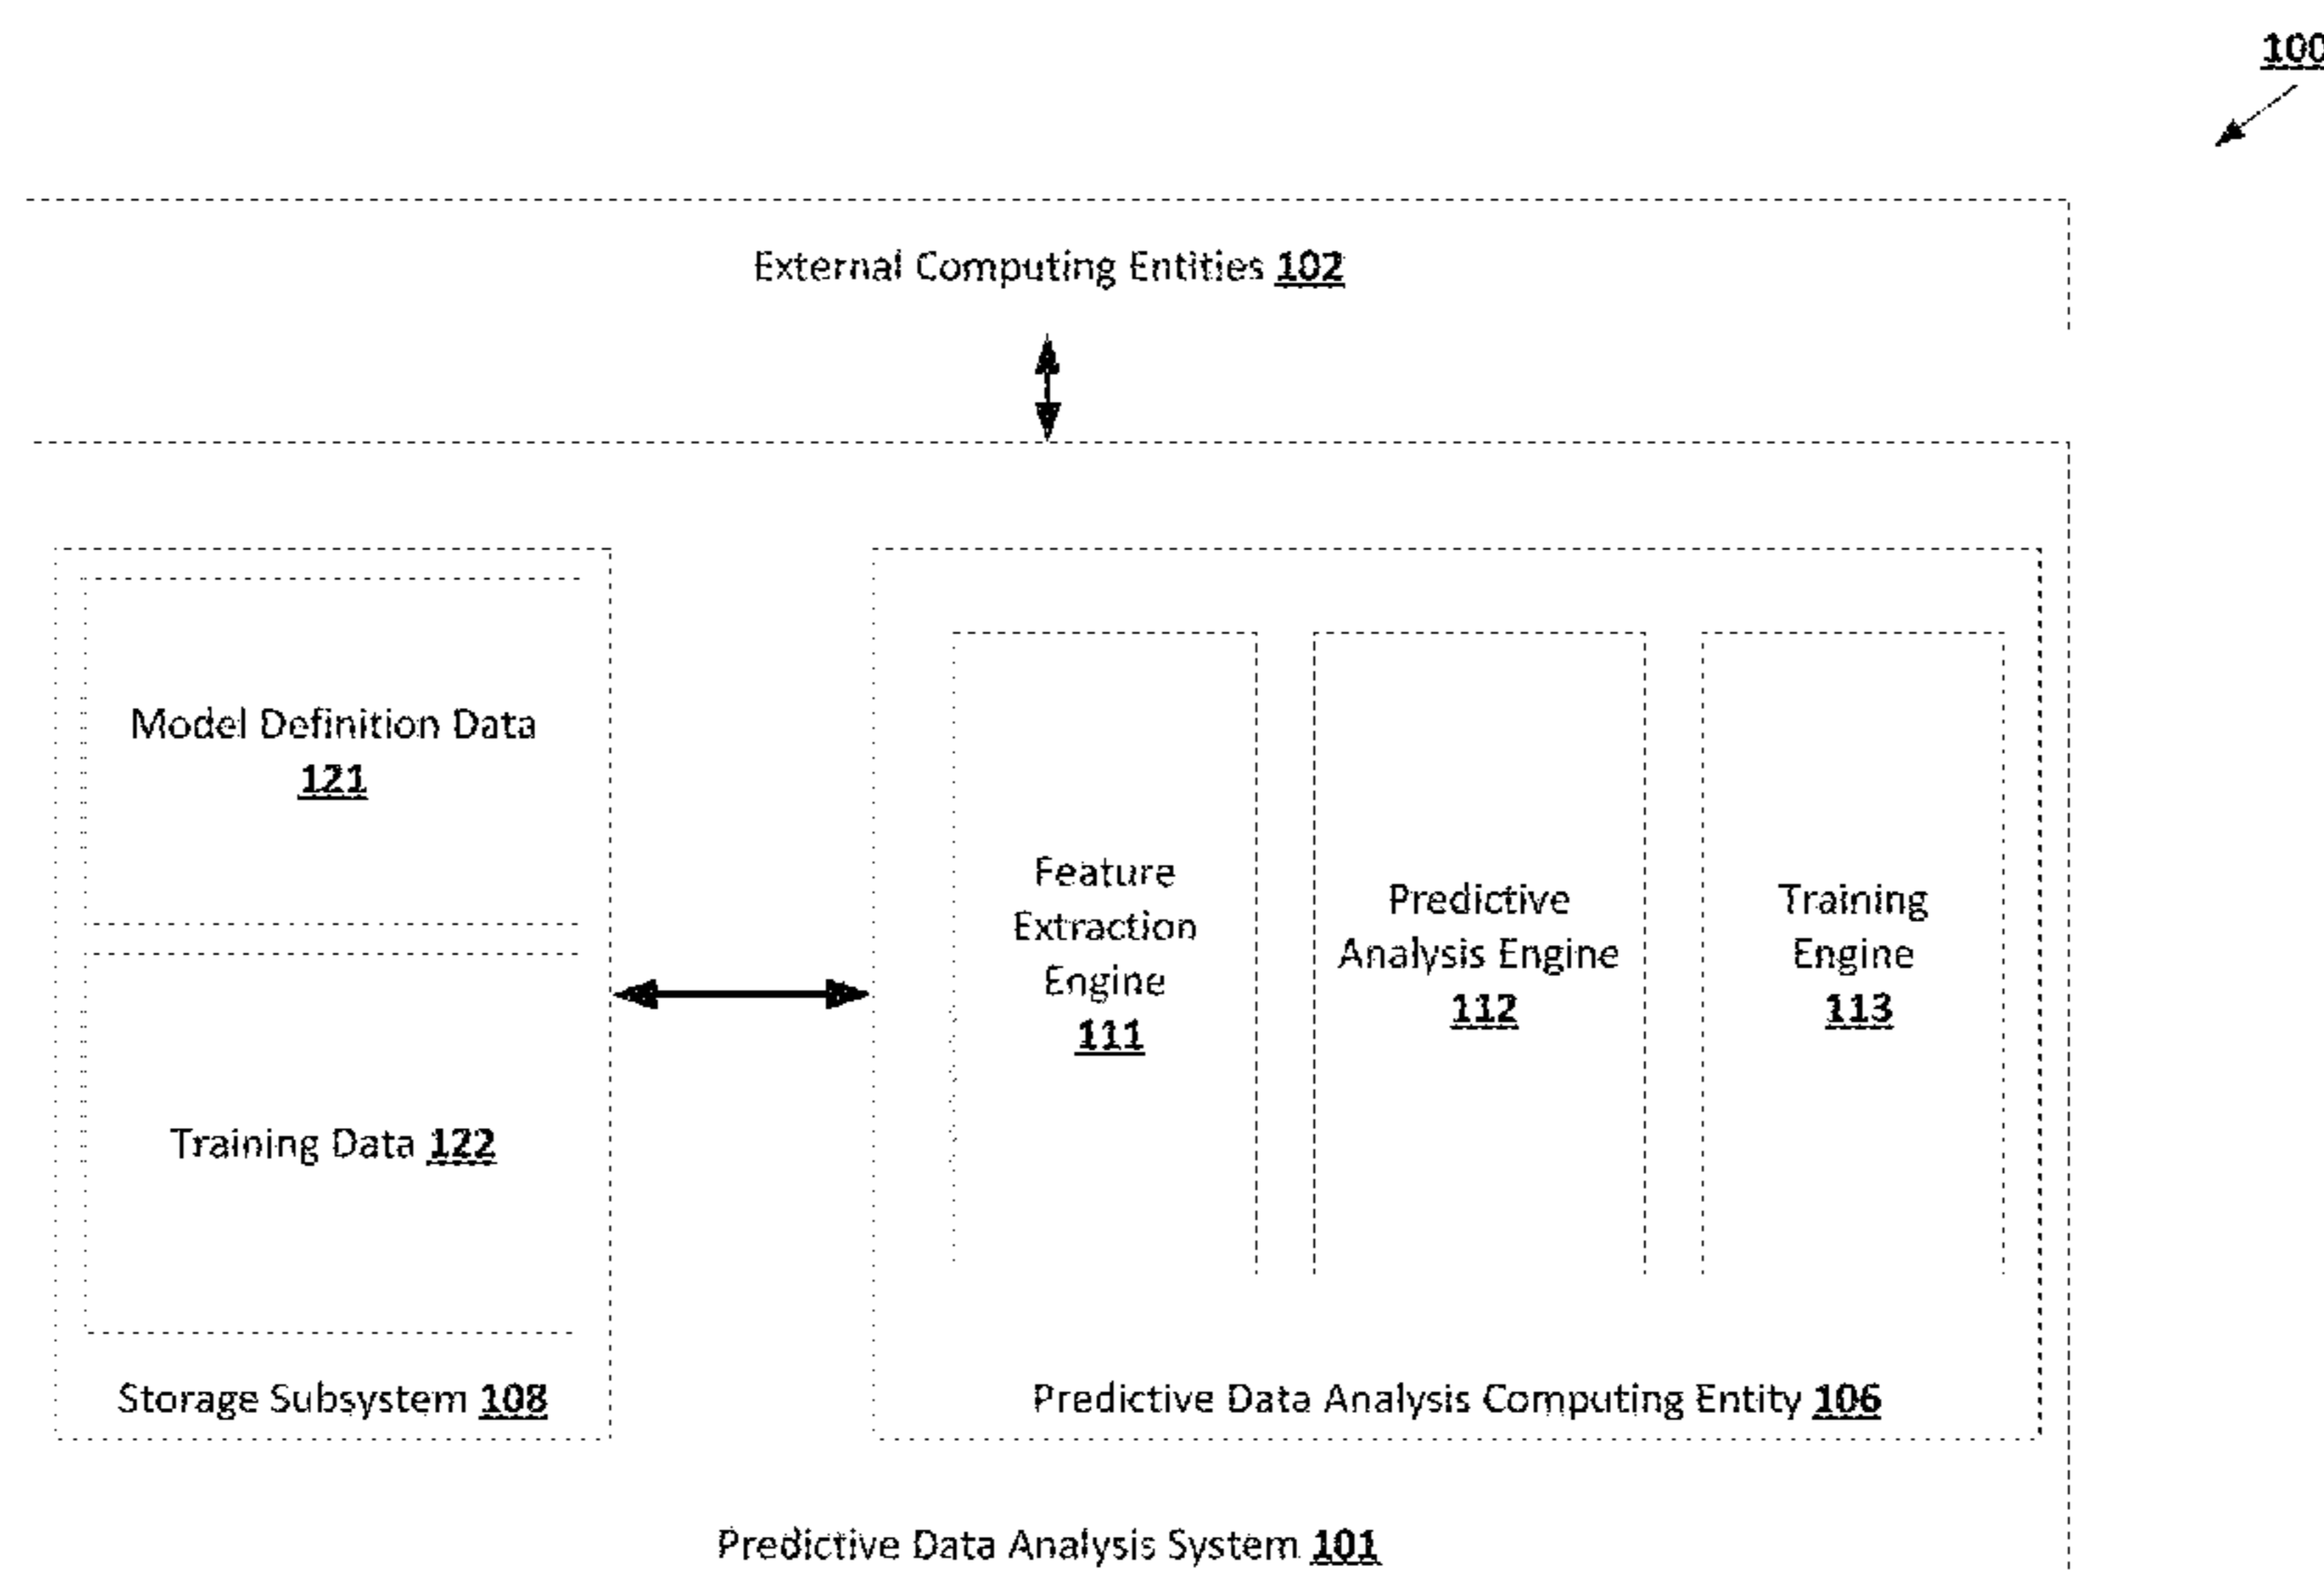 100
External Computing Entities 102
Model Definition Data
121
Training Data 122
Storage Subsystem 108
Feature
Extraction
Engine
111
Predictive
Analysis Engine
112
Training
Engine
113
Predictive Data Analysis Computing Entity 106
Predictive Data Analysis System 101